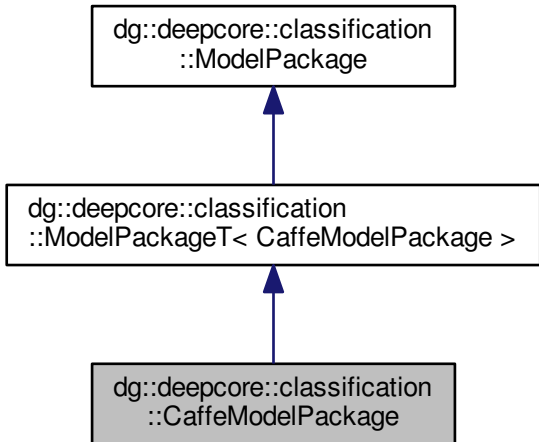 dg::deepcore::classification
::ModelPackage
dg::deepcore::classification
::ModelPackageT< CaffeModelPackage >
dg::deepcore::classification
::CaffeModelPackage